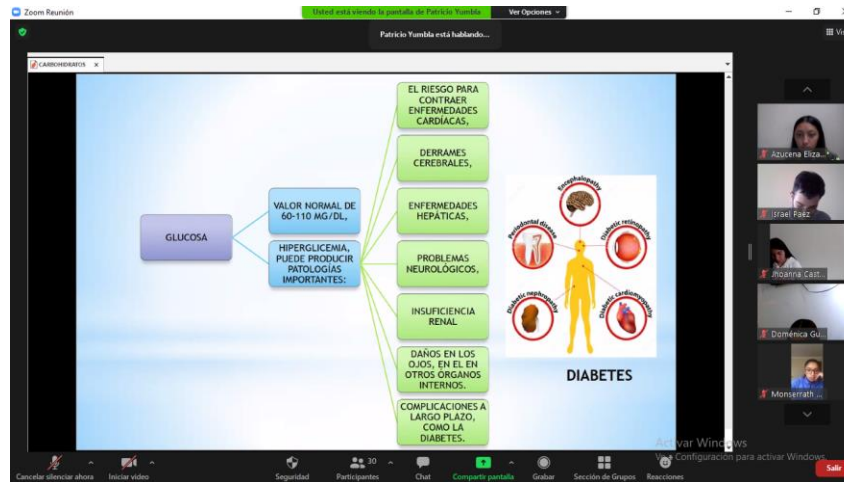 Zoom Reunión
Usted está viendo la pantalla de Patricio Yumbla
Ver Opciones
Patricio Yumbla está hablando...
CARBOHIDRATOS x
GLUCOSA
VALOR NORMAL DE
60-110 MG/DL,
HIPERGLICEMIA,
PUEDE PRODUCIR
PATOLOGÍAS
IMPORTANTES:
EL RIESGO PARA
CONTRAER
ENFERMEDADES
CARDÍACAS,
DERRAMES
CEREBRALES,
ENFERMEDADES
HEPÁTICAS,
PROBLEMAS
NEUROLÓGICOS,
INSUFICIENCIA
RENAL
DAÑOS EN LOS
OJOS, EN EL EN
OTROS ÓRGANOS
INTERNOS.
COMPLICACIONES A
LARGO PLAZO,
COMO LA
DIABETES.
Encephalopathy
Periodontal disease
Diabetic retinopathy
Diabetic nephropathy
Diabetic cardiomyopathy
DIABETES
Azucena Eliza...
Israel Paéz
Jhoanna Cast...
Doménica Gu...
Monserrath ...
Activar Windows
Configuración para activar Windows.
Cancelar silenciar ahora
Iniciar video
Seguridad
Participantes
30
Chat
Compartir pantalla
Grabar
Sección de Grupos
Reacciones
Salir